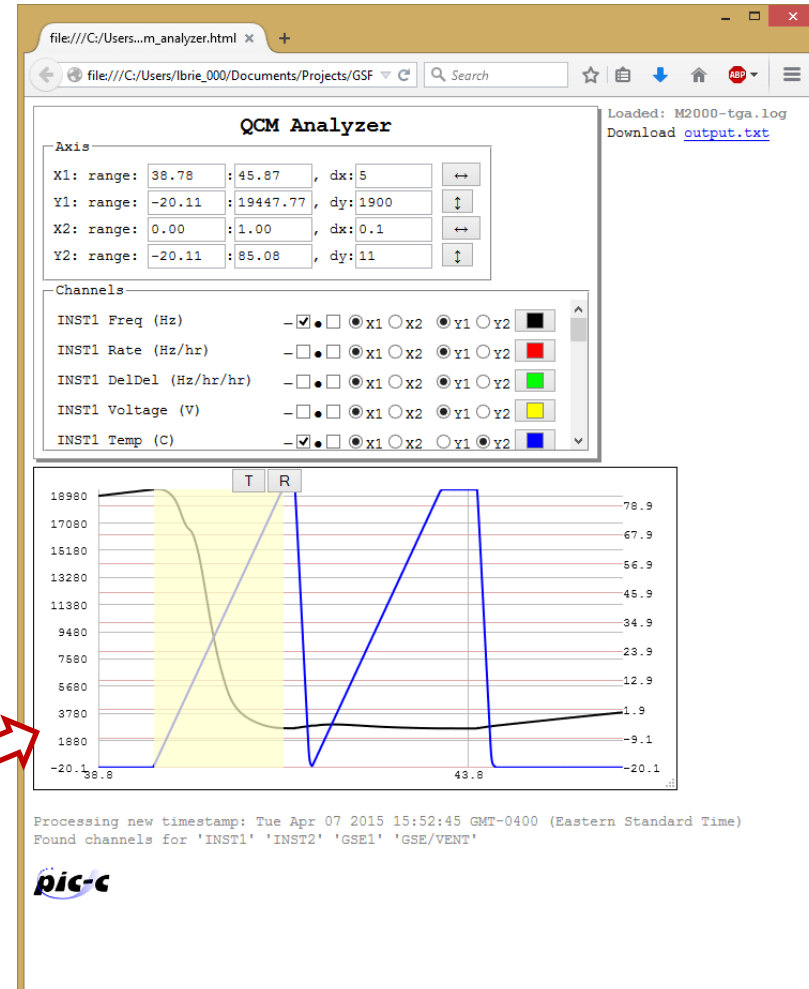 file:///C:/Users...m_analyzer.html × +
file:///C:/Users/lbrie_000/Documents/Projects/GSF Search ABP
Loaded: M2000-tga.log
Download output.txt
QCM Analyzer
Axis
X1: range: 38.78 : 45.87 , dx: 5 ↔
Y1: range: -20.11 : 19447.77 , dy: 1900 ↕
X2: range: 0.00 : 1.00 , dx: 0.1 ↔
Y2: range: -20.11 : 85.08 , dy: 11 ↕
Channels
INST1 Freq (Hz) X1 X2 Y1 Y2
INST1 Rate (Hz/hr) X1 X2 Y1 Y2
INST1 DelDel (Hz/hr/hr) X1 X2 Y1 Y2
INST1 Voltage (V) X1 X2 Y1 Y2
INST1 Temp (C) X1 X2 Y1 Y2
T R
18980 78.9
17080 67.9
15180 56.9
13280 45.9
11380 34.9
9480 23.9
7580 12.9
5680 1.9
3780 -9.1
1880 -20.1
-20.1
38.8 43.8
Processing new timestamp: Tue Apr 07 2015 15:52:45 GMT-0400 (Eastern Standard Time)
Found channels for 'INST1' 'INST2' 'GSE1' 'GSE/VENT'
pic-c